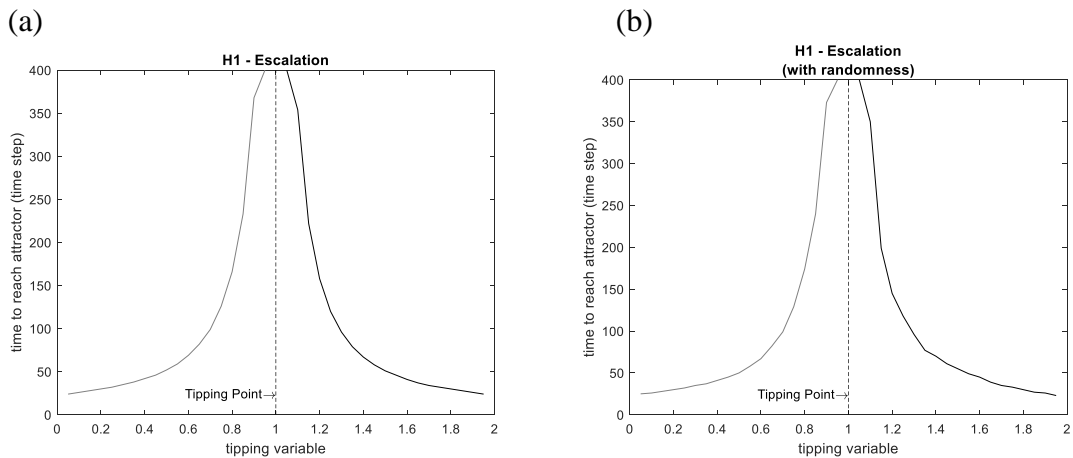 (a)
H1 - Escalation
400
350
300
250
200
150
100
50
0
time to reach attractor (time step)
Tipping Point→
0 0.2 0.4 0.6 0.8 1 1.2 1.4 1.6 1.8 2
tipping variable
(b)
H1 - Escalation
(with randomness)
400
350
300
250
200
150
100
50
0
time to reach attractor (time step)
Tipping Point→
0 0.2 0.4 0.6 0.8 1 1.2 1.4 1.6 1.8 2
tipping variable